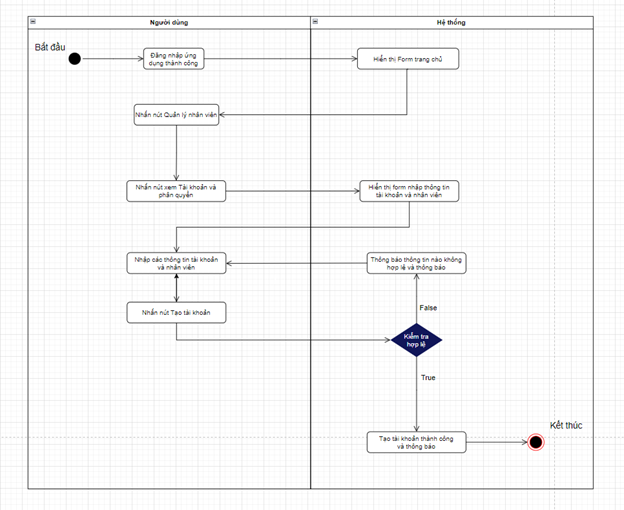 Người dùng
Hệ thống
Bất đầu
Đăng nhập ứng
dụng thành công
Hiển thị Form trang chủ
Nhấn nút Quản lý nhân viên
Nhấn nút xem Tài khoản và
phân quyền
Hiển thị form nhập thông tin
tài khoản và nhân viên
Nhập các thông tin tài khoản
và nhân viên
Thông báo thông tin nào không
hợp lệ và thông báo
Nhấn nút Tạo tài khoản
False
Kiểm tra
hợp lệ
True
Tạo tài khoản thành công
và thông báo
Kết thúc